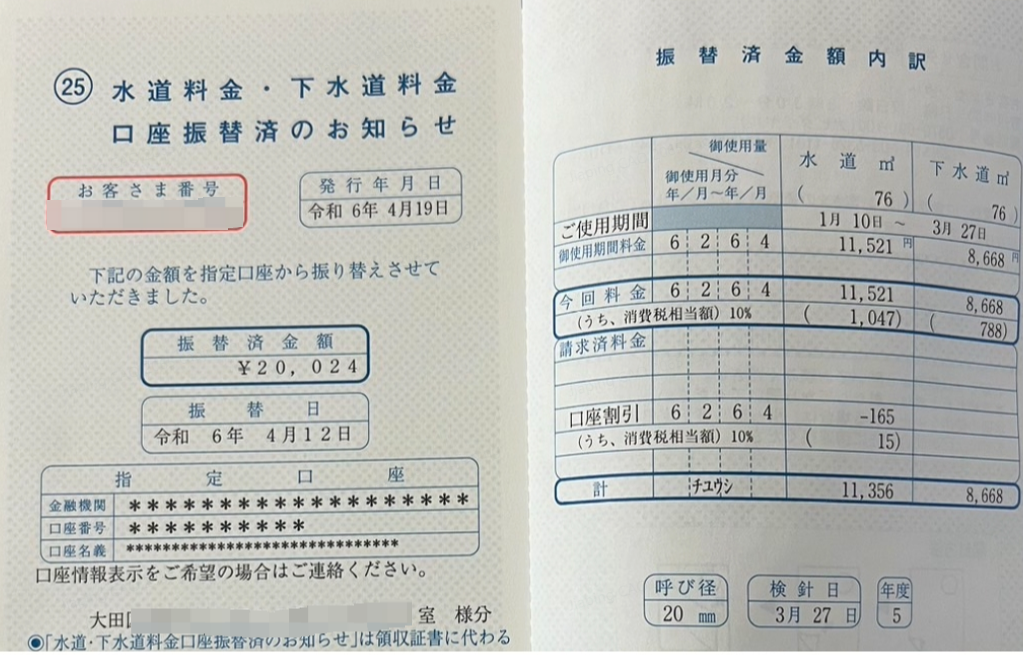 ㉕ 水道料金・下水道料金
口座振替済のお知らせ
お客さま番号
発行年月日
令和 6年 4月19日
下記の金額を指定口座から振り替えさせて
いただきました。
振替済金額
¥20,024
振替日
令和 6年 4月12日
指定口座
金融機関 *******************
口座番号 **********
口座名義 ****************************
口座情報表示をご希望の場合はご連絡ください。
大田 室 様分
◉「水道・下水道料金口座振替済のお知らせ」は領収証書に代わる
振替済金額内訳
御使用量
御使用月分
年/月～年/月
水道㎥
( 76)
下水道㎥
( 76)
ご使用期間 1月 10日 ～ 3月 27日
御使用期間料金 6 2 6 4 11,521円 8,668円
今回料金 6 2 6 4 11,521 8,668
(うち、消費税相当額) 10% ( 1,047) ( 788)
請求済料金
口座割引 6 2 6 4 -165
(うち、消費税相当額) 10% ( 15)
計 チユウシ 11,356 8,668
呼び径
20 ㎜
検針日
3月 27日
年度
5